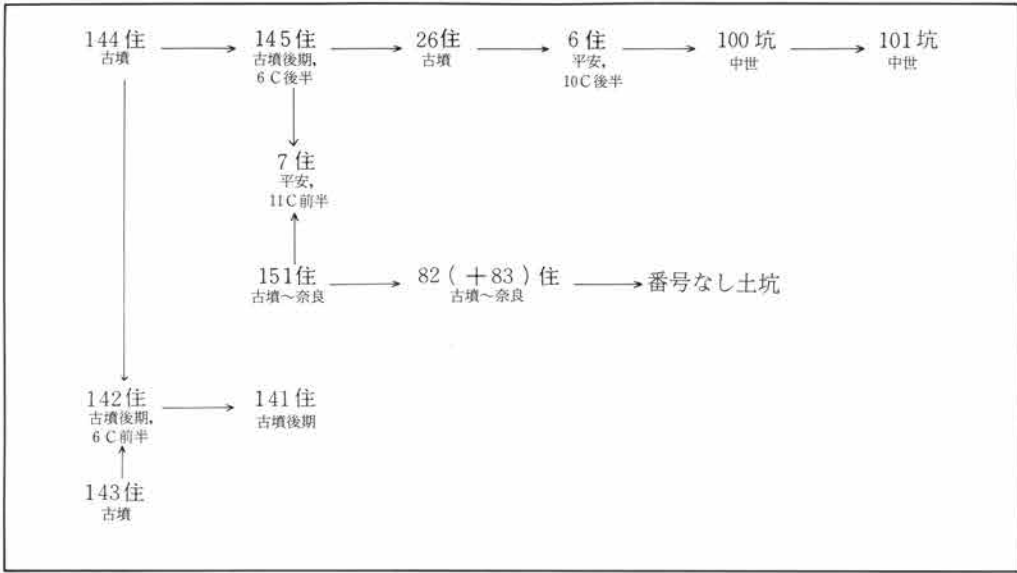 144住 145住 26住 6住 100坑 101坑
古墳 古墳後期, 古墳 平安, 中世 中世
6C後半 10C後半
7住
平安,
11C前半
151住 82(+83)住 番号なし土坑
古墳~奈良 古墳~奈良
142住 141住
古墳後期, 古墳後期
6C前半
143住
古墳